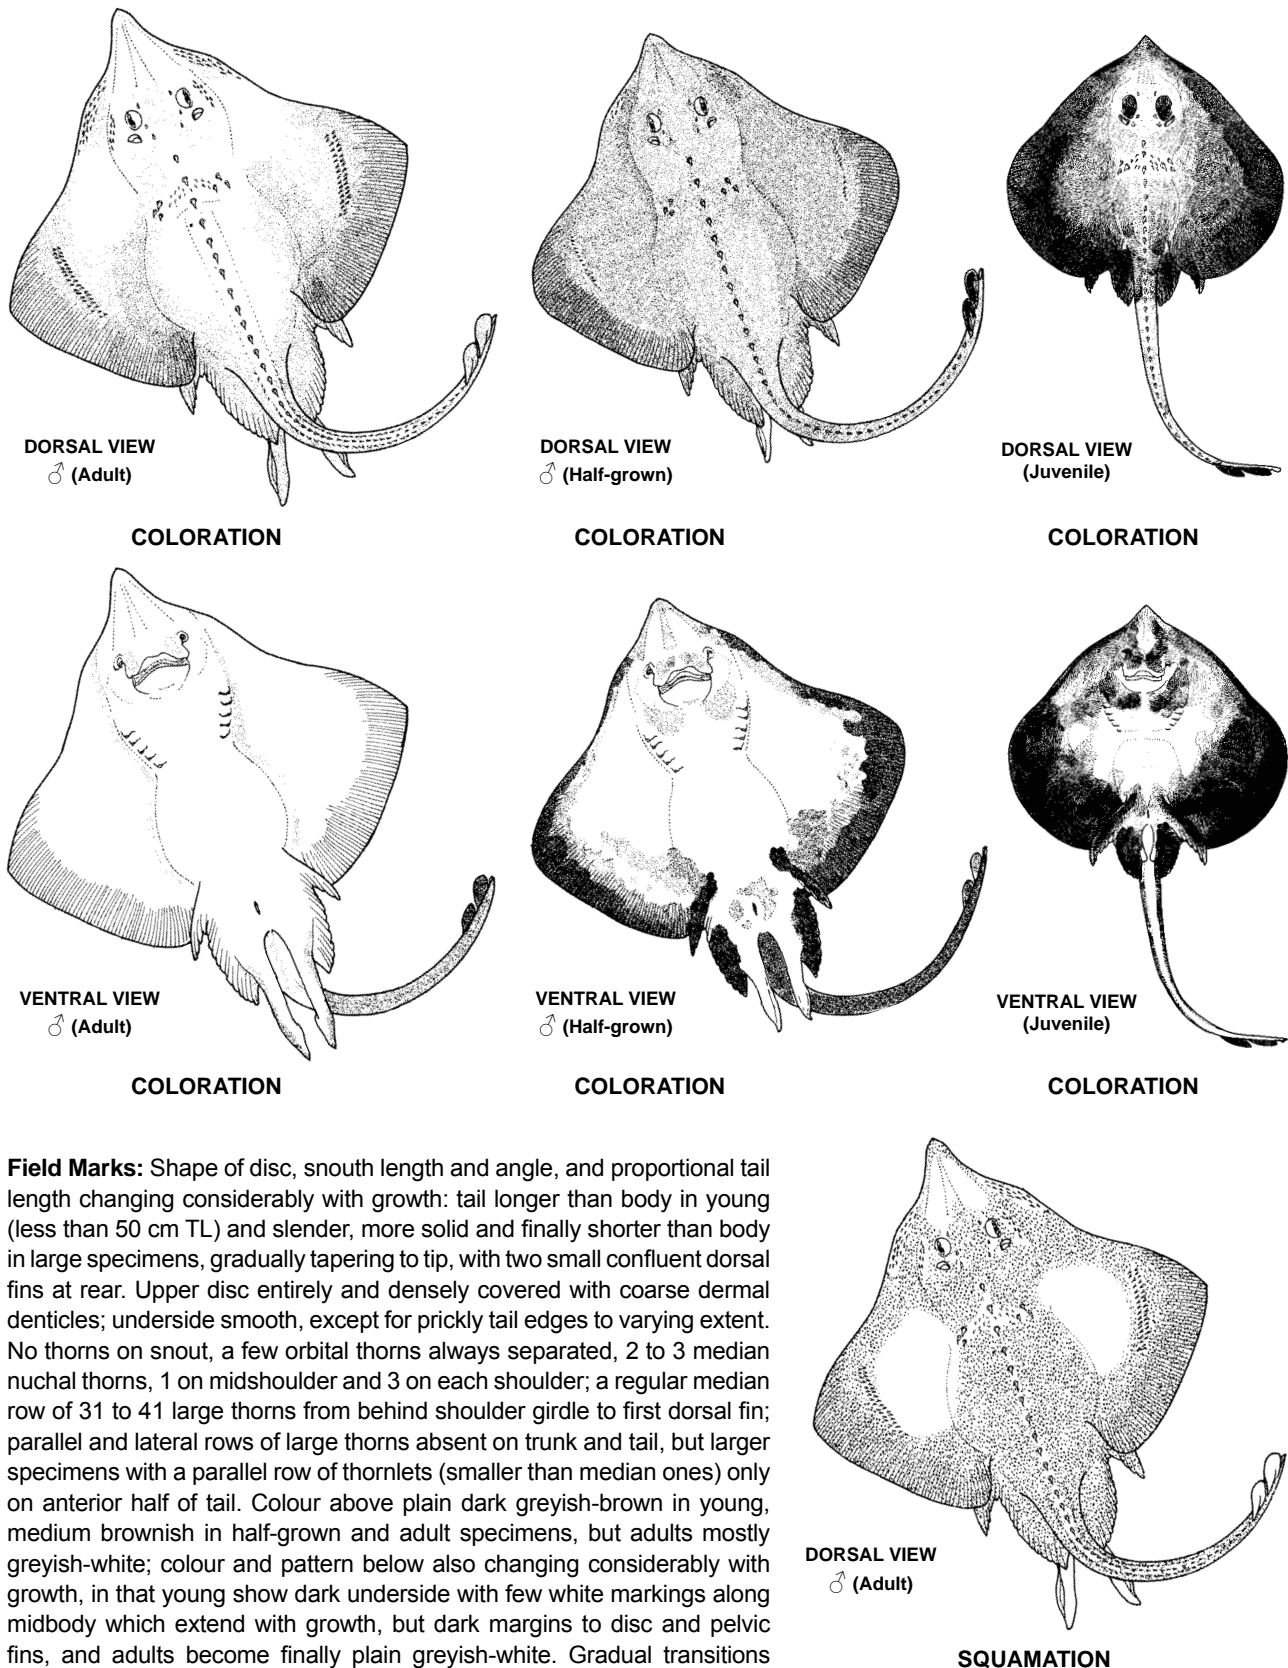 DORSAL VIEW
♂ (Adult)
DORSAL VIEW
♂ (Half-grown)
DORSAL VIEW
(Juvenile)
COLORATION
COLORATION
COLORATION
VENTRAL VIEW
♂ (Adult)
VENTRAL VIEW
♂ (Half-grown)
VENTRAL VIEW
(Juvenile)
COLORATION
COLORATION
COLORATION
Field Marks: Shape of disc, snouth length and angle, and proportional tail
length changing considerably with growth: tail longer than body in young
(less than 50 cm TL) and slender, more solid and finally shorter than body
in large specimens, gradually tapering to tip, with two small confluent dorsal
fins at rear. Upper disc entirely and densely covered with coarse dermal
denticles; underside smooth, except for prickly tail edges to varying extent.
No thorns on snout, a few orbital thorns always separated, 2 to 3 median
nuchal thorns, 1 on midshoulder and 3 on each shoulder; a regular median
row of 31 to 41 large thorns from behind shoulder girdle to first dorsal fin;
parallel and lateral rows of large thorns absent on trunk and tail, but larger
specimens with a parallel row of thornlets (smaller than median ones) only
on anterior half of tail. Colour above plain dark greyish-brown in young,
medium brownish in half-grown and adult specimens, but adults mostly
greyish-white; colour and pattern below also changing considerably with
growth, in that young show dark underside with few white markings along
midbody which extend with growth, but dark margins to disc and pelvic
fins, and adults become finally plain greyish-white. Gradual transitions
DORSAL VIEW
♂ (Adult)
SQUAMATION